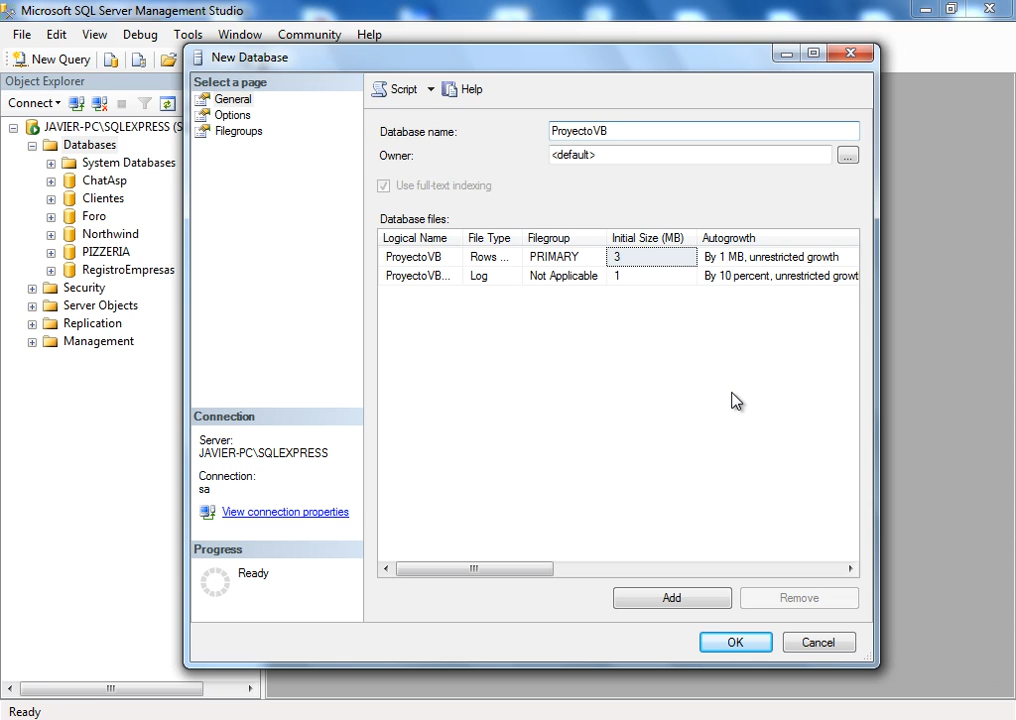 Microsoft SQL Server Management Studio
File Edit View Debug Tools Window Community Help
New Query
Object Explorer
Connect
JAVIER-PC\SQLEXPRESS (S
Databases
System Databases
ChatAsp
Clientes
Foro
Northwind
PIZZERIA
RegistroEmpresas
Security
Server Objects
Replication
Management
New Database
Select a page
General
Options
Filegroups
Script Help
Database name: ProyectoVB
Owner: <default> ...
Use full-text indexing
Database files:
Logical Name File Type Filegroup Initial Size (MB) Autogrowth
ProyectoVB Rows ... PRIMARY 3 By 1 MB, unrestricted growth
ProyectoVB... Log Not Applicable 1 By 10 percent, unrestricted growt
Connection
Server:
JAVIER-PC\SQLEXPRESS
Connection:
sa
View connection properties
Progress
Ready
Add Remove
OK Cancel
Ready